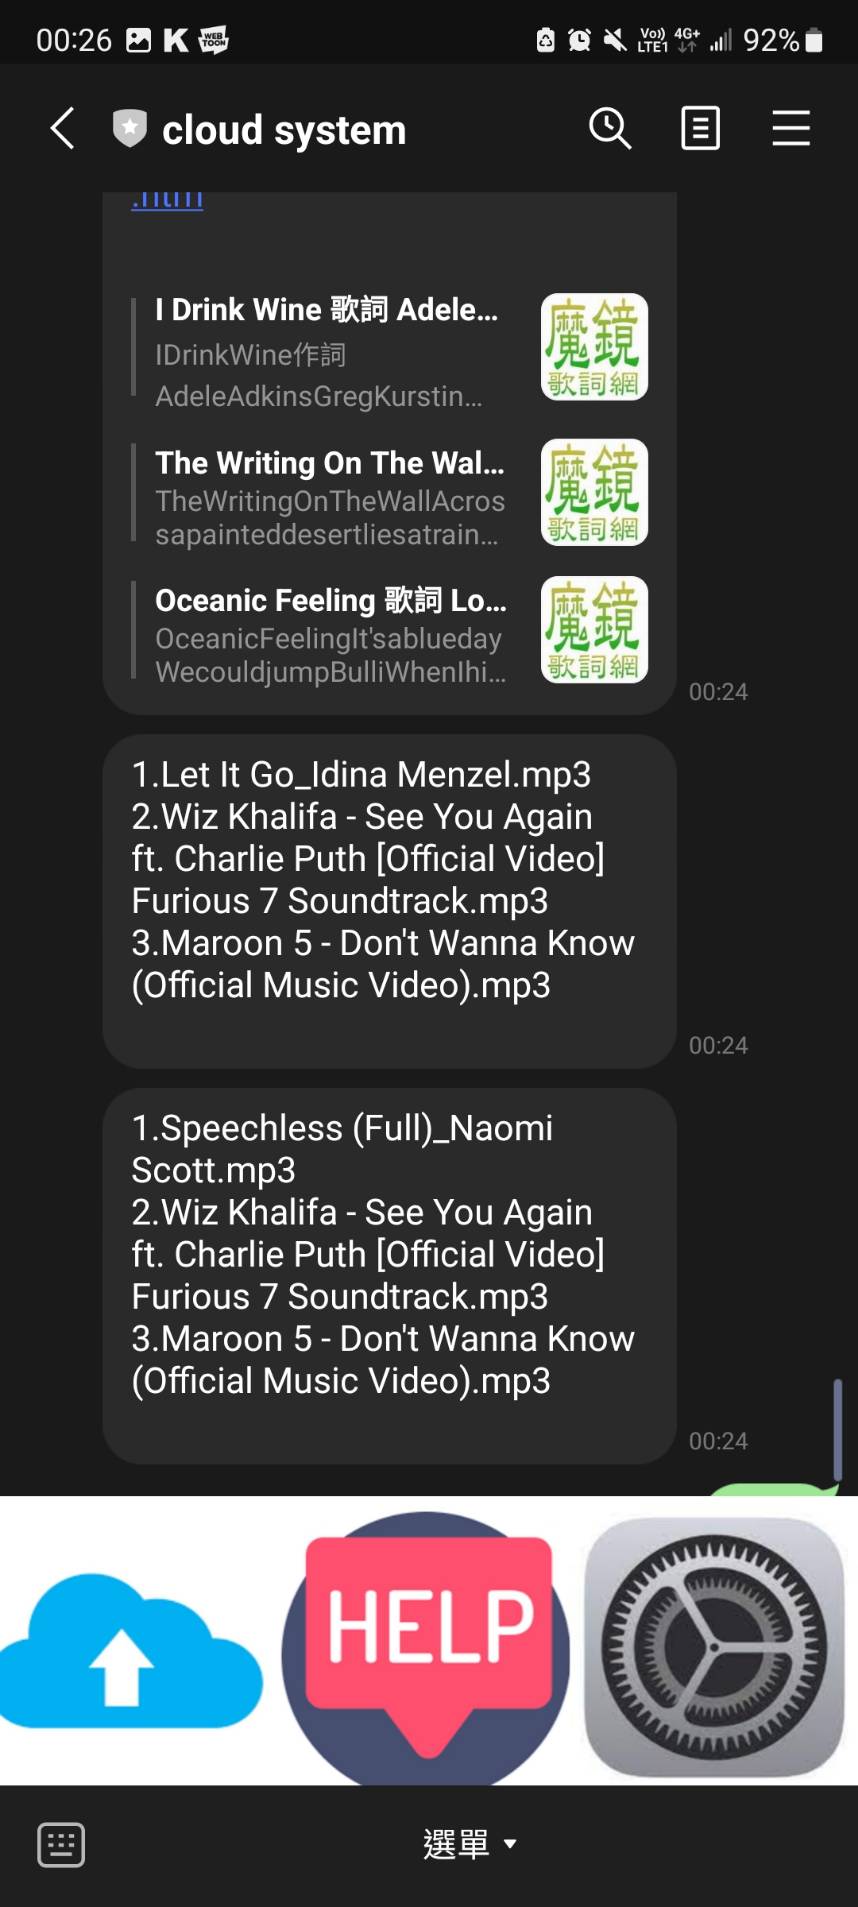 00:26 K WEB TOON Vo)) LTE1 4G+ 92%
cloud system
.htm
I Drink Wine 歌詞 Adele...
IDrinkWine作詞
AdeleAdkinsGregKurstin...
魔鏡
歌詞網
The Writing On The Wal...
TheWritingOnTheWallAcros
sapainteddesertliesatrain...
魔鏡
歌詞網
Oceanic Feeling 歌詞 Lo...
OceanicFeelingIt'sablueday
WecouldjumpBulliWhenIhi...
魔鏡
歌詞網
00:24
1.Let It Go_Idina Menzel.mp3
2.Wiz Khalifa - See You Again
ft. Charlie Puth [Official Video]
Furious 7 Soundtrack.mp3
3.Maroon 5 - Don't Wanna Know
(Official Music Video).mp3
00:24
1.Speechless (Full)_Naomi
Scott.mp3
2.Wiz Khalifa - See You Again
ft. Charlie Puth [Official Video]
Furious 7 Soundtrack.mp3
3.Maroon 5 - Don't Wanna Know
(Official Music Video).mp3
00:24
HELP
選單